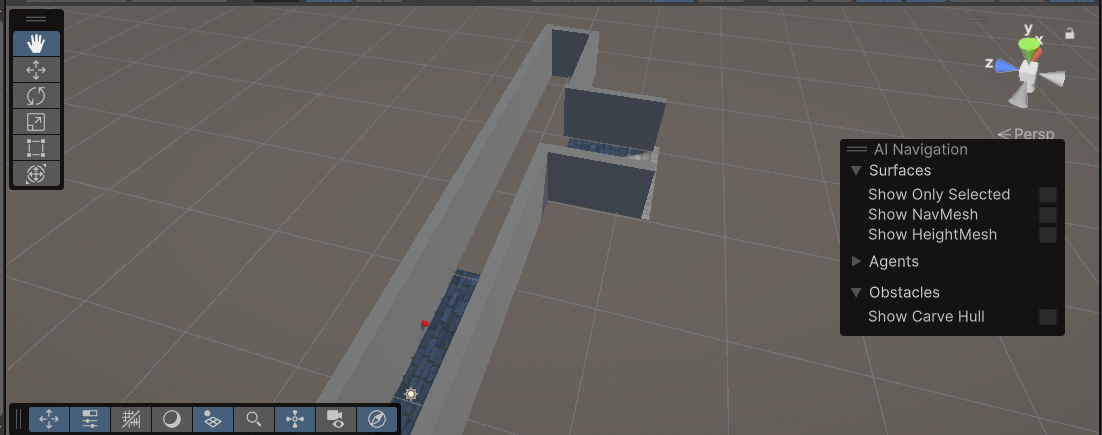 y
x
z
Persp
AI Navigation
Surfaces
Show Only Selected
Show NavMesh
Show HeightMesh
Agents
Obstacles
Show Carve Hull